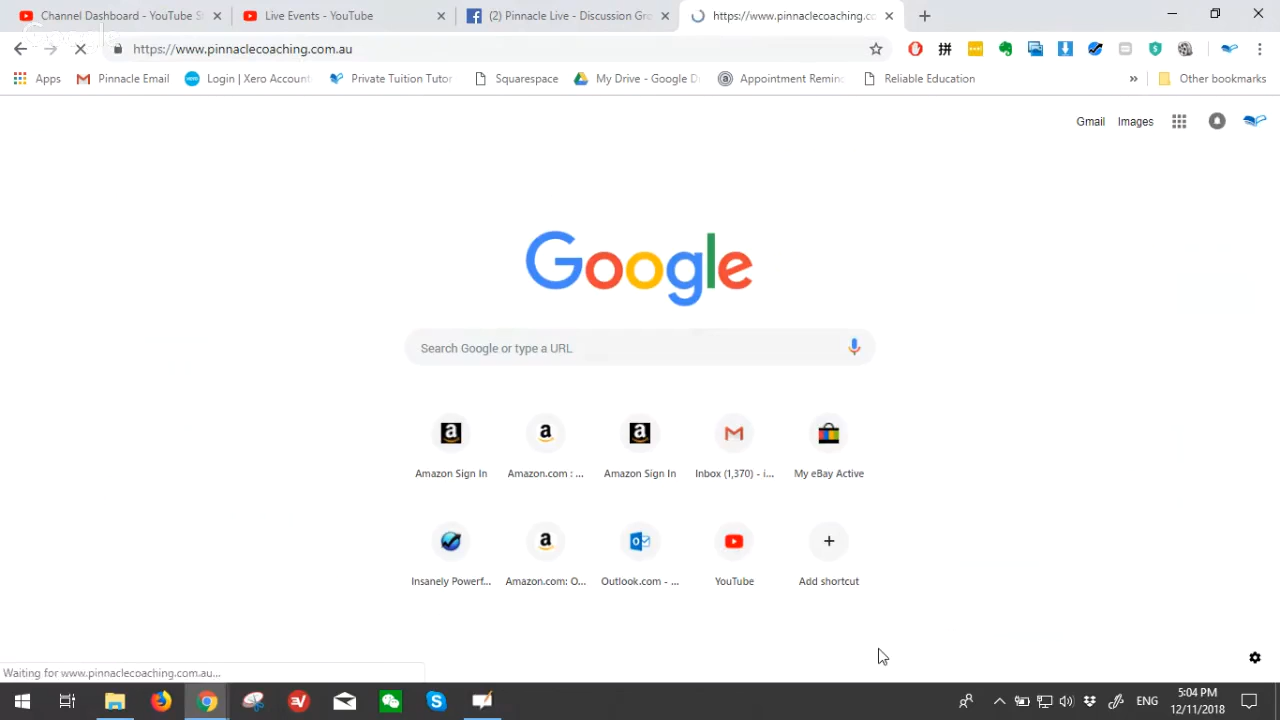 Channel Dashboard - YouTube S
Live Events - YouTube
(2) Pinnacle Live - Discussion Gr
https://www.pinnaclecoaching.co
https://www.pinnaclecoaching.com.au
Apps
Pinnacle Email
Login | Xero Account
Private Tuition Tutor
Squarespace
My Drive - Google D
Appointment Remin
Reliable Education
»
Other bookmarks
Gmail
Images
Google
Search Google or type a URL
Amazon Sign In
Amazon.com : ...
Amazon Sign In
Inbox (1,370) - i...
My eBay Active
Insanely Powerf...
Amazon.com: O...
Outlook.com - ...
YouTube
Add shortcut
Waiting for www.pinnaclecoaching.com.au...
ENG
5:04 PM
12/11/2018